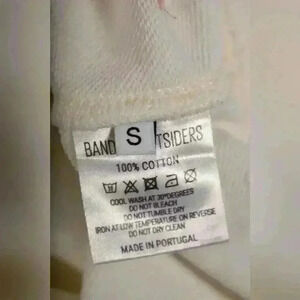 BAND S TSIDERS
100% COTTON
COOL WASH AT 30°DEGREES
DO NOT BLEACH
DO NOT TUMBLE DRY
IRON AT LOW TEMPERATURE ON REVERSE
DO NOT DRY CLEAN
MADE IN PORTUGAL